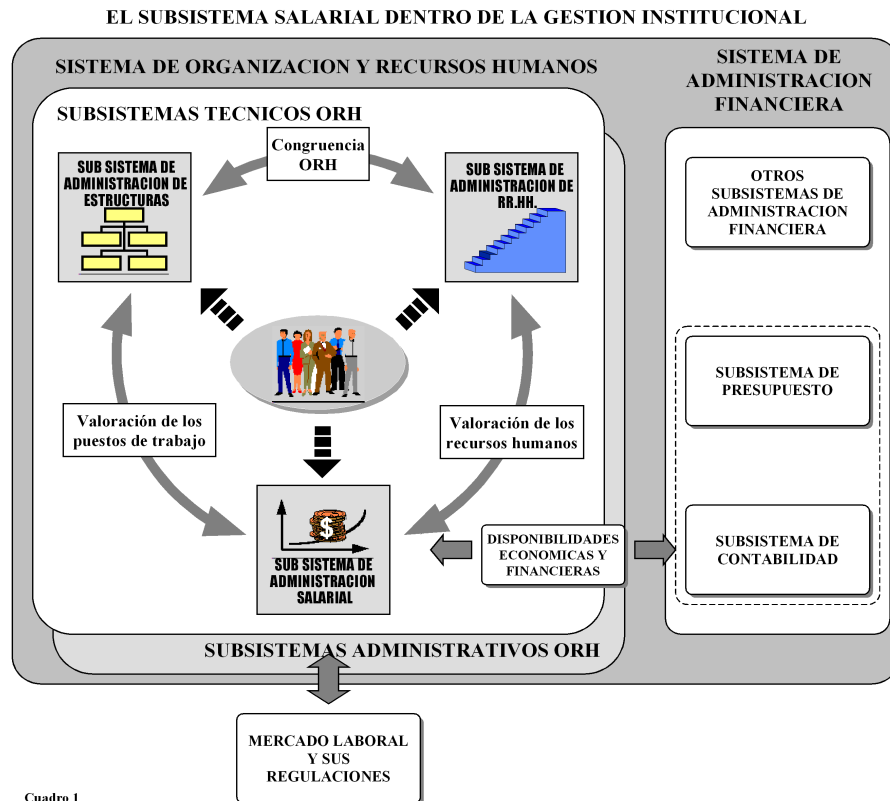 EL SUBSISTEMA SALARIAL DENTRO DE LA GESTION INSTITUCIONAL
SISTEMA DE ORGANIZACION Y RECURSOS HUMANOS
SUBSISTEMAS TECNICOS ORH
Congruencia
ORH
SUB SISTEMA DE
ADMINISTRACION DE
ESTRUCTURAS
SUB SISTEMA DE
ADMINISTRACION DE
RR.HH.
Valoración de los
puestos de trabajo
Valoración de los
recursos humanos
$
SUB SISTEMA DE
ADMINISTRACION
SALARIAL
DISPONIBILIDADES
ECONOMICAS Y
FINANCIERAS
SUBSISTEMAS ADMINISTRATIVOS ORH
SISTEMA DE
ADMINISTRACION
FINANCIERA
OTROS
SUBSISTEMAS DE
ADMINISTRACION
FINANCIERA
SUBSISTEMA DE
PRESUPUESTO
SUBSISTEMA DE
CONTABILIDAD
MERCADO LABORAL
Y SUS
REGULACIONES
Cuadro 1